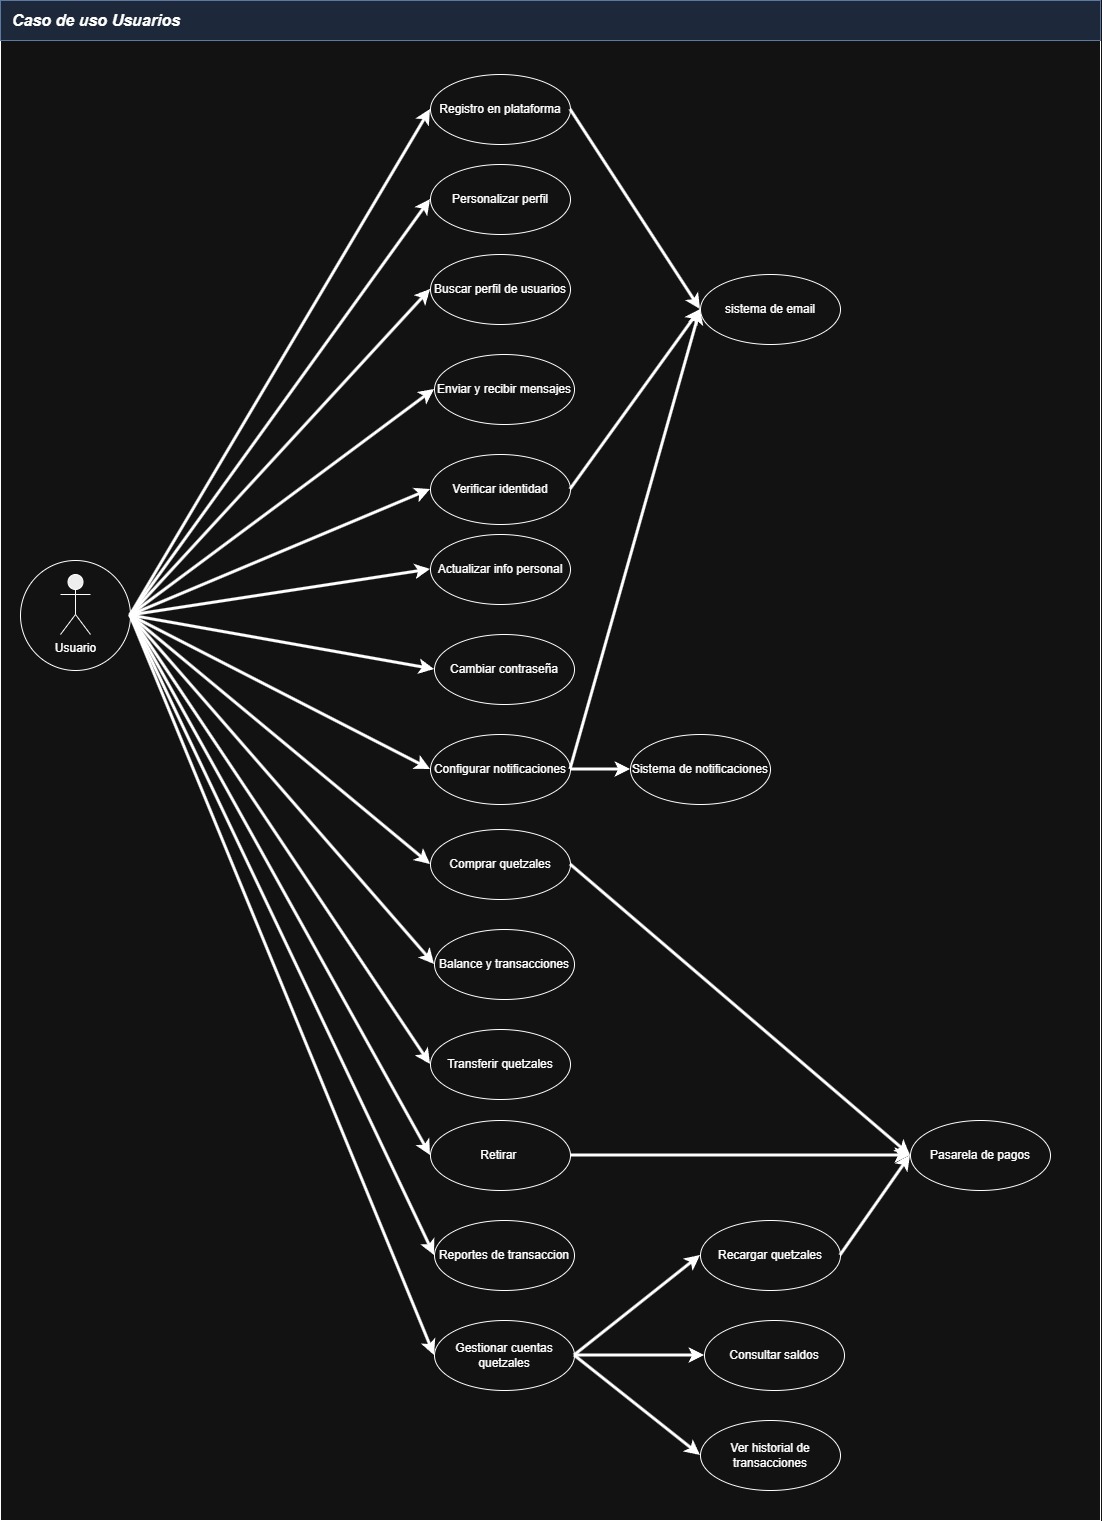 Caso de uso Usuarios
Registro en plataforma
Personalizar perfil
Buscar perfil de usuarios
sistema de email
Enviar y recibir mensajes
Verificar identidad
Actualizar info personal
Usuario
Cambiar contraseña
Configurar notificaciones
Sistema de notificaciones
Comprar quetzales
Balance y transacciones
Transferir quetzales
Retirar
Pasarela de pagos
Reportes de transaccion
Recargar quetzales
Gestionar cuentas
quetzales
Consultar saldos
Ver historial de
transacciones